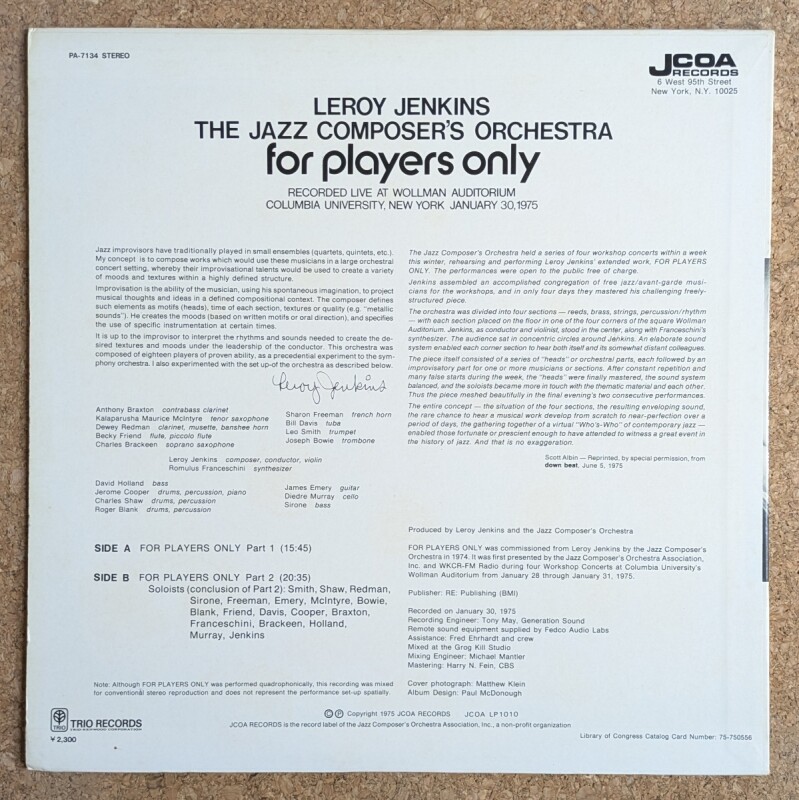 PA-7134 STEREO
JCOA
RECORDS
6 West 95th Street
New York, N.Y. 10025
LEROY JENKINS
THE JAZZ COMPOSER'S ORCHESTRA
for players only
RECORDED LIVE AT WOLLMAN AUDITORIUM
COLUMBIA UNIVERSITY, NEW YORK JANUARY 30, 1975
Jazz improvisors have traditionally played in small ensembles (quartets, quintets, etc.).
My concept is to compose works which would use these musicians in a large orchestral
concert setting, whereby their improvisational talents would be used to create a variety
of moods and textures within a highly defined structure.
Improvisation is the ability of the musician, using his spontaneous imagination, to project
musical thoughts and ideas in a defined compositional context. The composer defines
such elements as motifs (heads), time of each section, textures or quality (e.g. "metallic
sounds"). He creates the moods (based on written motifs or oral direction), and specifies
the use of specific instrumentation at certain times.
It is up to the improvisor to interpret the rhythms and sounds needed to create the de-
sired textures and moods under the leadership of the conductor. This orchestra was
composed of eighteen players of proven ability, as a precedential experiment to the sym-
phony orchestra. I also experimented with the set up of the orchestra as described below.
Leroy Jenkins
Anthony Braxton contrabass clarinet
Kalaparusha Maurice McIntyre tenor saxophone
Dewey Redman clarinet, musette, banshee horn
Becky Friend flute, piccolo flute
Charles Brackeen soprano saxophone
Sharon Freeman french horn
Bill Davis tuba
Leo Smith trumpet
Joseph Bowie trombone
Leroy Jenkins composer, conductor, violin
Romulus Franceschini synthesizer
David Holland bass
Jerome Cooper drums, percussion, piano
Charles Shaw drums, percussion
Roger Blank drums, percussion
James Emery guitar
Diedre Murray cello
Sirone bass
SIDE A FOR PLAYERS ONLY Part 1 (15:45)
SIDE B FOR PLAYERS ONLY Part 2 (20:35)
Soloists (conclusion of Part 2): Smith, Shaw, Redman,
Sirone, Freeman, Emery, McIntyre, Bowie,
Blank, Friend, Davis, Cooper, Braxton,
Franceschini, Brackeen, Holland,
Murray, Jenkins
Note: Although FOR PLAYERS ONLY was performed quadrophonically, this recording was mixed
for conventional stereo reproduction and does not represent the performance set-up spatially.
The Jazz Composer's Orchestra held a series of four workshop concerts within a week
this winter, rehearsing and performing Leroy Jenkins' extended work, FOR PLAYERS
ONLY. The performances were open to the public free of charge.
Jenkins assembled an accomplished congregation of free jazz/avant-garde musi-
cians for the workshops, and in only four days they mastered his challenging freely-
structured piece.
The orchestra was divided into four sections — reeds, brass, strings, percussion/rhythm
— with each section placed on the floor in one of the four corners of the square Wollman
Auditorium. Jenkins, as conductor and violinist, stood in the center, along with Franceschini's
synthesizer. The audience sat in concentric circles around Jenkins. An elaborate sound
system enabled each corner section to hear both itself and its somewhat distant colleagues.
The piece itself consisted of a series of "heads" or orchestral parts, each followed by an
improvisatory part for one or more musicians or sections. After constant repetition and
many false starts during the week, the "heads" were finally mastered, the sound system
balanced, and the soloists became more in touch with the thematic material and each other.
Thus the piece meshed beautifully in the final evening's two consecutive performances.
The entire concept — the situation of the four sections, the resulting enveloping sound,
the rare chance to hear a musical work develop from scratch to near-perfection over a
period of days, the gathering together of a virtual "Who's-Who" of contemporary jazz —
enabled those fortunate or prescient enough to have attended to witness a great event in
the history of jazz. And that is no exaggeration.
Scott Albin — Reprinted, by special permission, from
down beat, June 5, 1975
Produced by Leroy Jenkins and the Jazz Composer's Orchestra
FOR PLAYERS ONLY was commissioned from Leroy Jenkins by the Jazz Composer's
Orchestra in 1974. It was first presented by the Jazz Composer's Orchestra Association,
Inc. and WKCR-FM Radio during four Workshop Concerts at Columbia University's
Wollman Auditorium from January 28 through January 31, 1975.
Publisher: RE: Publishing (BMI)
Recorded on January 30, 1975
Recording Engineer: Tony May, Generation Sound
Remote sound equipment supplied by Fedco Audio Labs
Assistance: Fred Ehrhardt and crew
Mixed at the Grog Kill Studio
Mixing Engineer: Michael Mantler
Mastering: Harry N. Fein, CBS
Cover photograph: Matthew Klein
Album Design: Paul McDonough
TRIO
TRIO RECORDS
TRIO KENWOOD CORPORATION
¥2,300
© Ⓟ Copyright 1975 JCOA RECORDS JCOA LP1010
JCOA RECORDS is the record label of the Jazz Composer's Orchestra Association, Inc., a non-profit organization
Library of Congress Catalog Card Number: 75-750556